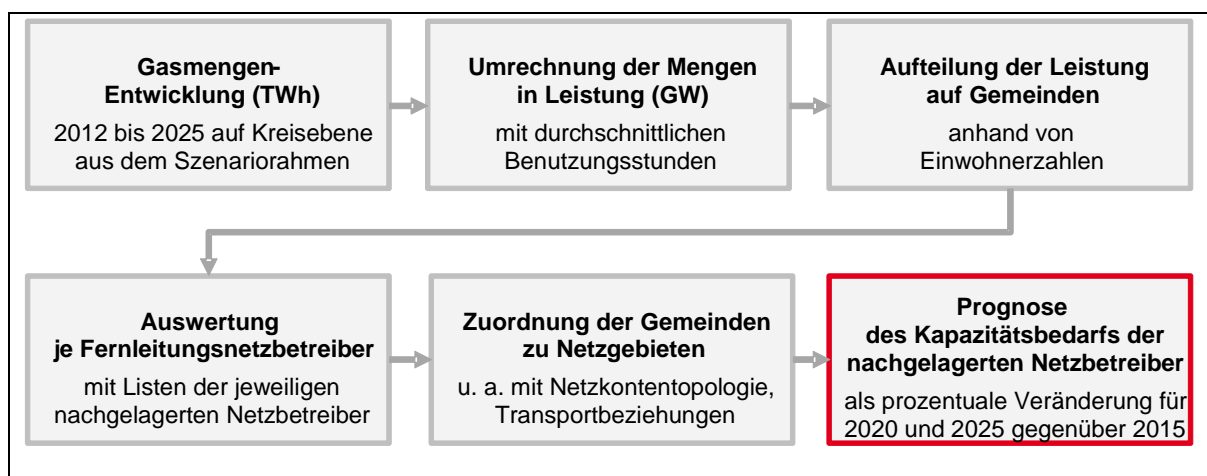 Gasmengen-
Entwicklung (TWh)
2012 bis 2025 auf Kreisebene
aus dem Szenariorahmen
Umrechnung der Mengen
in Leistung (GW)
mit durchschnittlichen
Benutzungsstunden
Aufteilung der Leistung
auf Gemeinden
anhand von
Einwohnerzahlen
Auswertung
je Fernleitungsnetzbetreiber
mit Listen der jeweiligen
nachgelagerten Netzbetreiber
Zuordnung der Gemeinden
zu Netzgebieten
u. a. mit Netzkontentopologie,
Transportbeziehungen
Prognose
des Kapazitätsbedarfs der
nachgelagerten Netzbetreiber
als prozentuale Veränderung für
2020 und 2025 gegenüber 2015